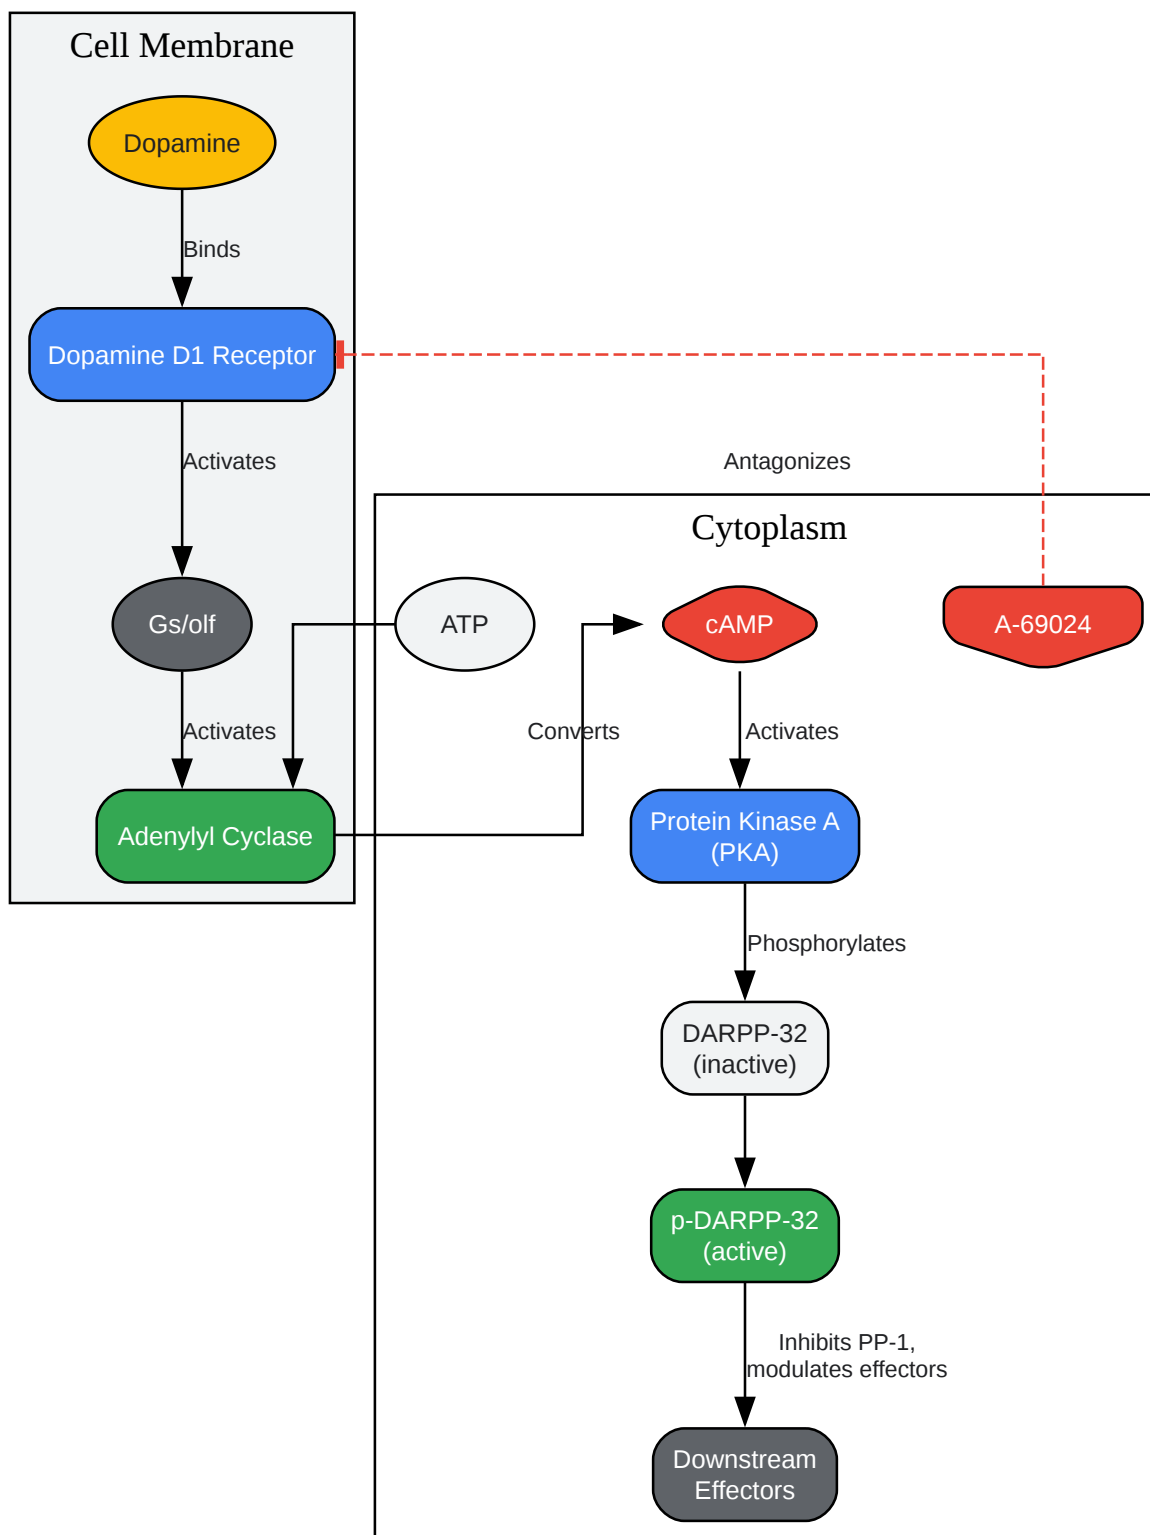 Cell Membrane
Dopamine
Binds
Dopamine D1 Receptor
Activates
Antagonizes
Cytoplasm
Gs/olf
ATP
cAMP
A-69024
Activates
Converts
Activates
Adenylyl Cyclase
Protein Kinase A
(PKA)
Phosphorylates
DARPP-32
(inactive)
p-DARPP-32
(active)
Inhibits PP-1,
modulates effectors
Downstream
Effectors